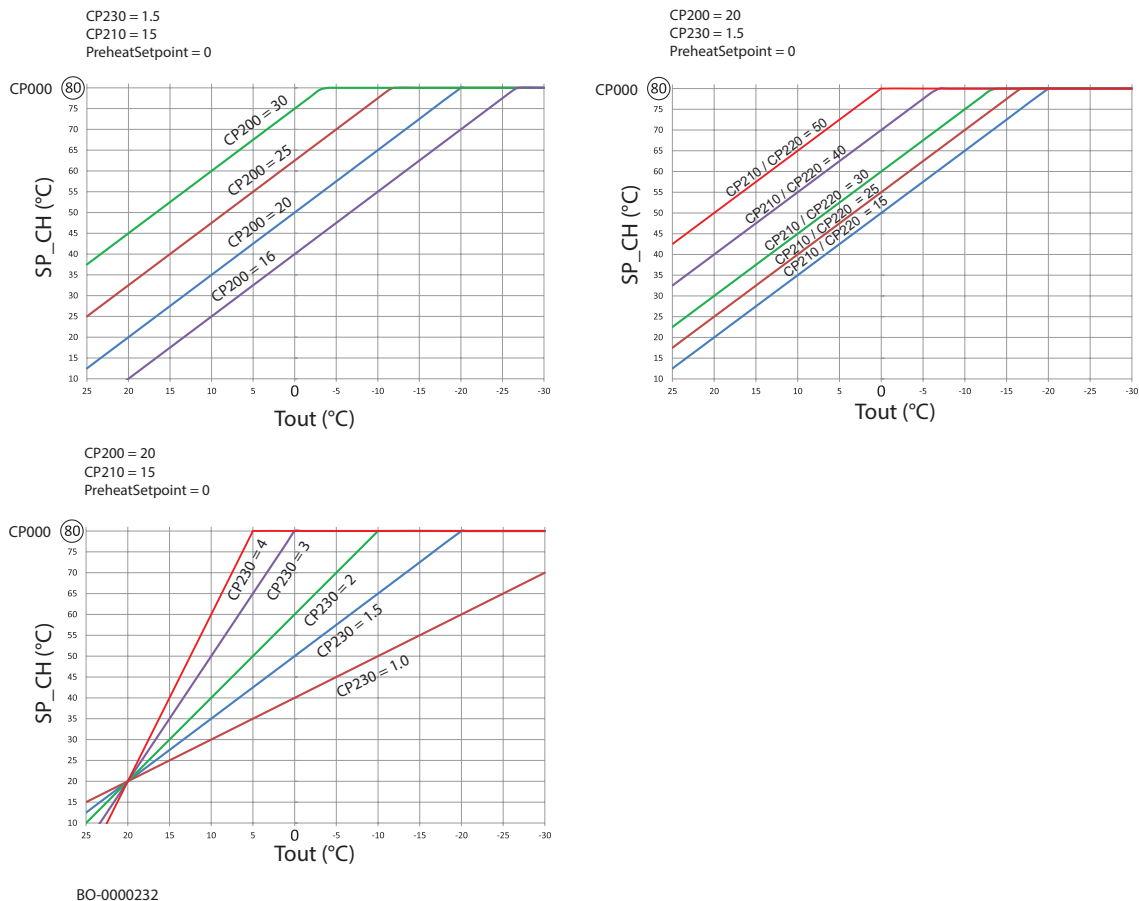 CP230 = 1.5
CP210 = 15
PreheatSetpoint = 0
CP000 80
75
70
65
60
55
50
45
40
35
30
25
20
15
10
SP_CH (°C)
CP200 = 30
CP200 = 25
CP200 = 20
CP200 = 16
25 20 15 10 5 0 -5 -10 -15 -20 -25 -30
Tout (°C)
CP200 = 20
CP230 = 1.5
PreheatSetpoint = 0
CP000 80
75
70
65
60
55
50
45
40
35
30
25
20
15
10
SP_CH (°C)
CP210 / CP220 = 50
CP210 / CP220 = 40
CP210 / CP220 = 30
CP210 / CP220 = 25
CP210 / CP220 = 15
25 20 15 10 5 0 -5 -10 -15 -20 -25 -30
Tout (°C)
CP200 = 20
CP210 = 15
PreheatSetpoint = 0
CP000 80
75
70
65
60
55
50
45
40
35
30
20
15
10
SP_CH (°C)
CP230 = 4
CP230 = 3
CP230 = 2
CP230 = 1.5
CP230 = 1.0
25 20 15 10 5 0 -5 -10 -15 -20 -25 -30
Tout (°C)
BO-0000232